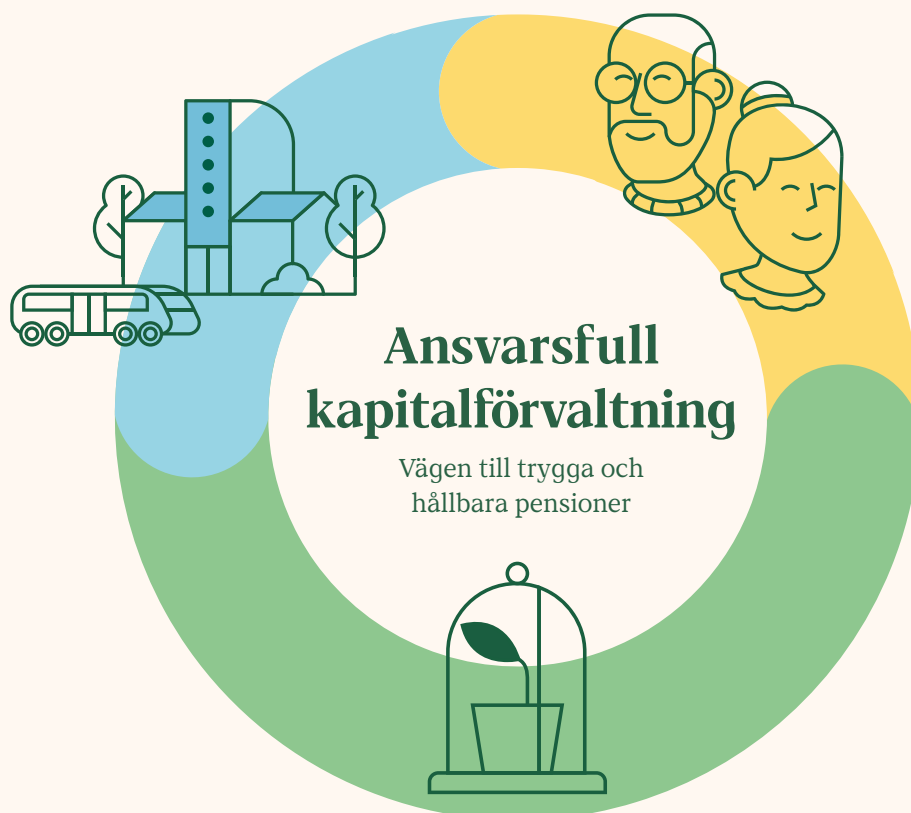 Ansvarsfull
kapitalförvaltning
Vägen till trygga och
hållbara pensioner